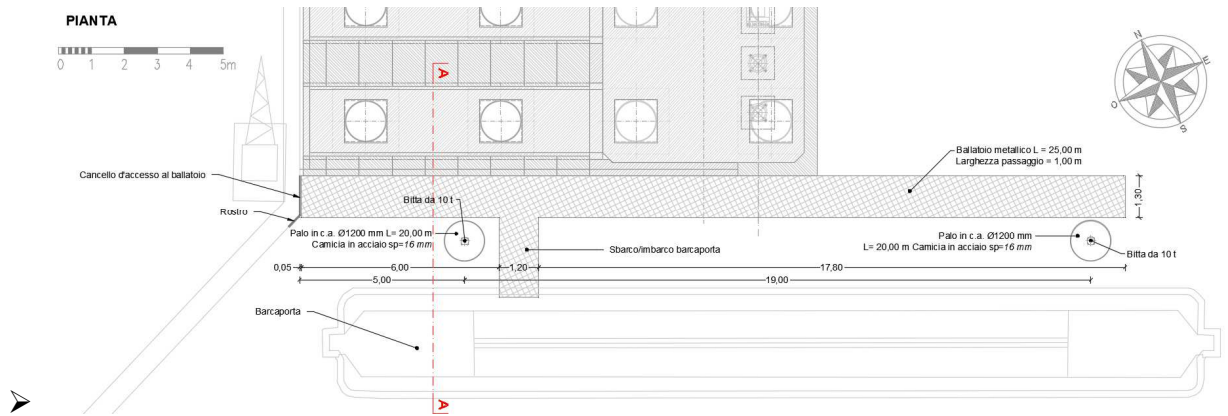 PIANTA
0 1 2 3 4 5m
N
E
S
O
A
Ballatoio metallico L = 25,00 m
Larghezza passaggio = 1,00 m
Cancello d'accesso al ballatoio
1,30
Bitta da 10 t
Rostro
Palo in c.a. Ø1200 mm L= 20,00 m
Camicia in acciaio sp=16 mm
Sbarco/imbarco barcaporta
Palo in c.a. Ø1200 mm
L= 20,00 m Camicia in acciaio sp=16 mm
Bitta da 10 t
0,05 6,00 1,20 17,80
5,00 19,00
Barcaporta
A